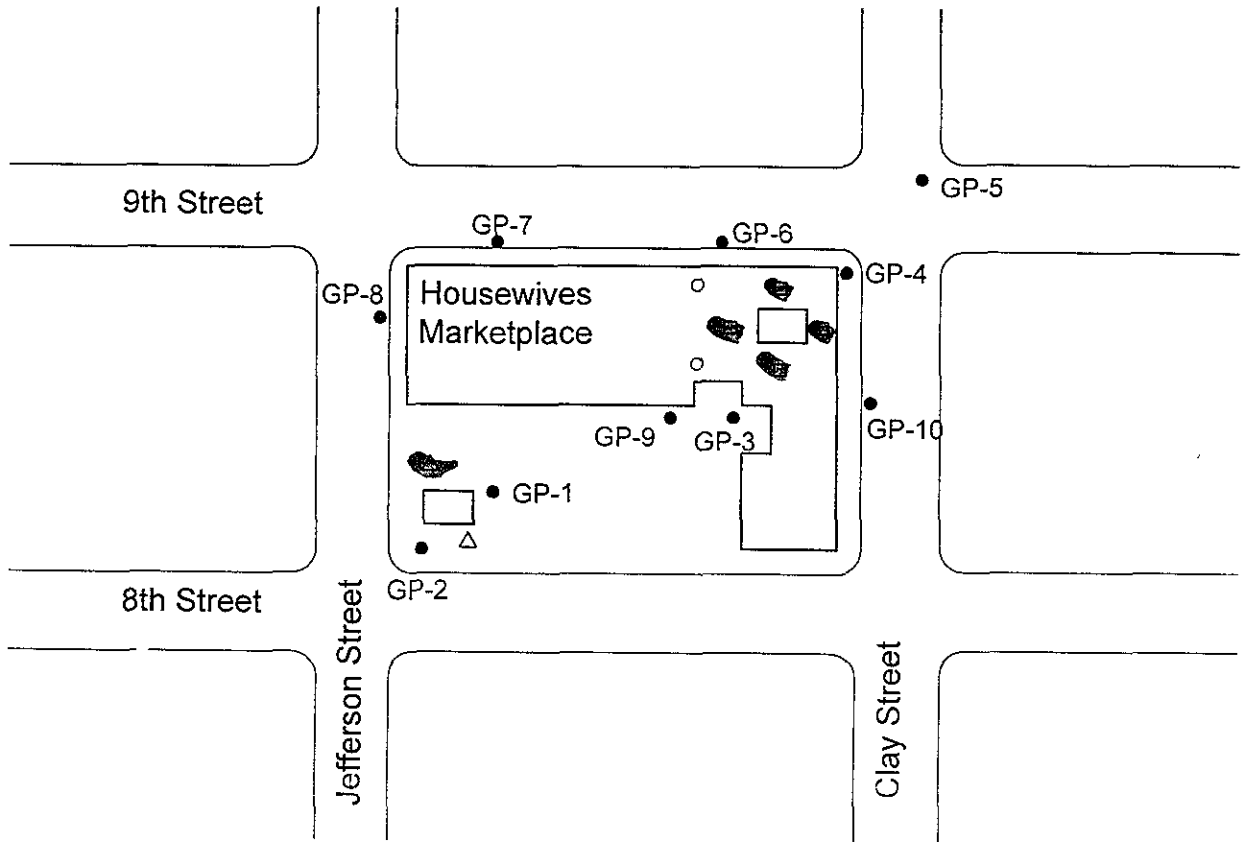 9th Street
GP-5
GP-7
GP-6
GP-4
GP-8
Housewives
Marketplace
GP-9
GP-3
GP-10
GP-1
GP-2
8th Street
Jefferson Street
Clay Street